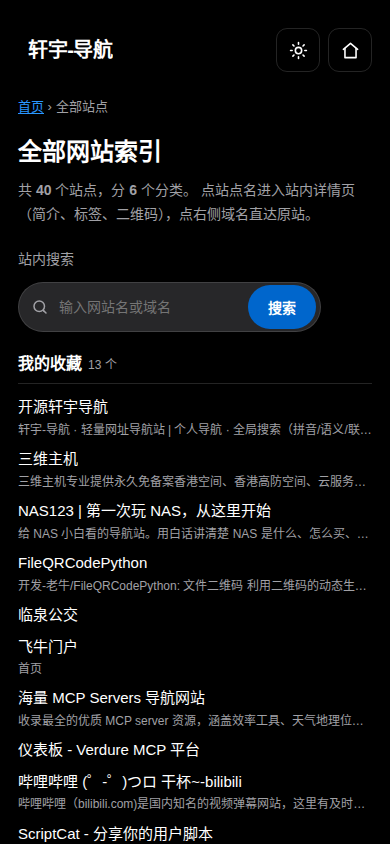 轩宇-导航
首页 › 全部站点
全部网站索引
共 40 个站点，分 6 个分类。 点站点名进入站内详情页
（简介、标签、二维码），点右侧域名直达原站。
站内搜索
输入网站名或域名
搜索
我的收藏 13 个
开源轩宇导航
轩宇-导航 · 轻量网址导航站 | 个人导航 · 全局搜索（拼音/语义/联…
三维主机
三维主机专业提供永久免备案香港空间、香港高防空间、云服务…
NAS123 | 第一次玩 NAS，从这里开始
给 NAS 小白看的导航站。用白话讲清楚 NAS 是什么、怎么买、…
FileQRCodePython
开发-老牛/FileQRCodePython: 文件二维码 利用二维码的动态生…
临泉公交
飞牛门户
首页
海量 MCP Servers 导航网站
收录最全的优质 MCP server 资源，涵盖效率工具、天气地理位…
仪表板 - Verdure MCP 平台
哔哩哔哩 (゜-゜)つロ 干杯~-bilibili
哔哩哔哩（bilibili.com)是国内知名的视频弹幕网站，这里有及时…
ScriptCat - 分享你的用户脚本